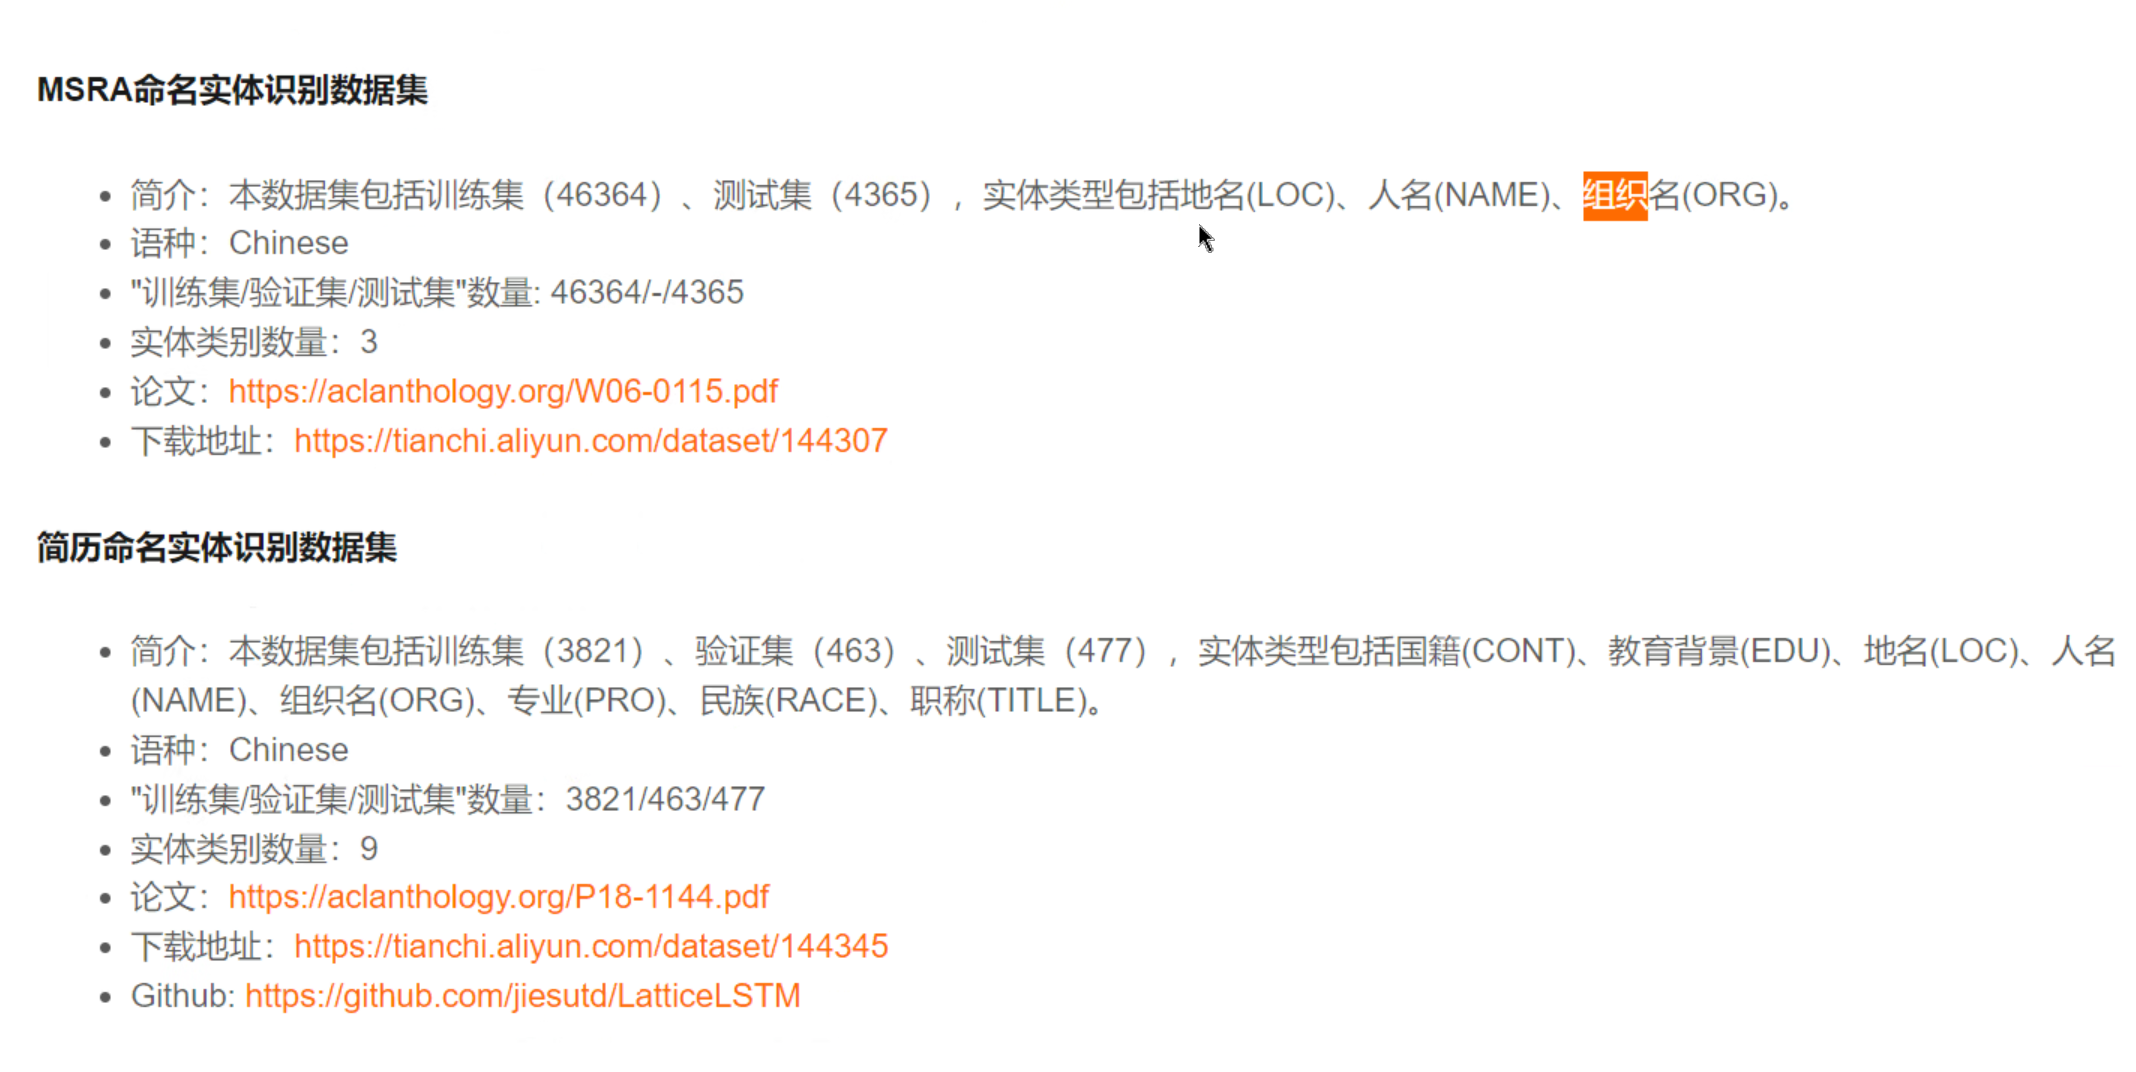 MSRA命名实体识别数据集
简介：本数据集包括训练集（46364）、测试集（4365），实体类型包括地名(LOC)、人名(NAME)、组织名(ORG)。
语种：Chinese
"训练集/验证集/测试集"数量: 46364/-/4365
实体类别数量：3
论文：https://aclanthology.org/W06-0115.pdf
下载地址：https://tianchi.aliyun.com/dataset/144307
简历命名实体识别数据集
简介：本数据集包括训练集（3821）、验证集（463）、测试集（477），实体类型包括国籍(CONT)、教育背景(EDU)、地名(LOC)、人名
(NAME)、组织名(ORG)、专业(PRO)、民族(RACE)、职称(TITLE)。
语种：Chinese
"训练集/验证集/测试集"数量：3821/463/477
实体类别数量：9
论文：https://aclanthology.org/P18-1144.pdf
下载地址：https://tianchi.aliyun.com/dataset/144345
Github: https://github.com/jiesutd/LatticeLSTM